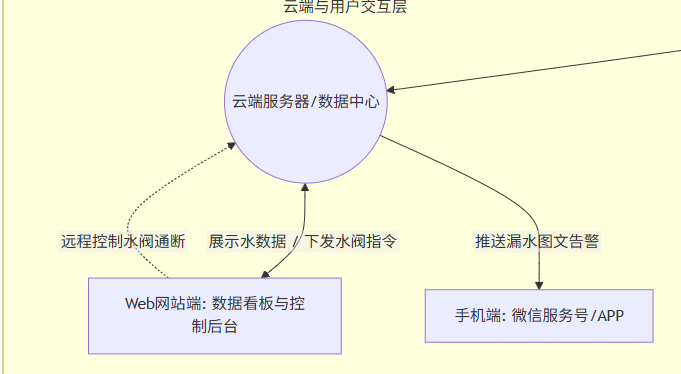 云端与用户交互层
云端服务器/数据中心
远程控制水阀通断
展示水数据 / 下发水阀指令
推送漏水图文告警
Web网站端: 数据看板与控
制后台
手机端: 微信服务号/APP